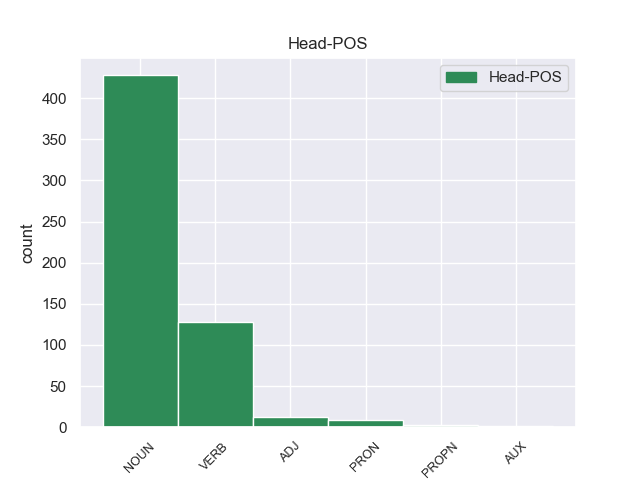 Head-POS
Head-POS
400
350
300
250
200
150
100
50
0
count
NOUN
VERB
ADJ
PRON
PROPN
AUX